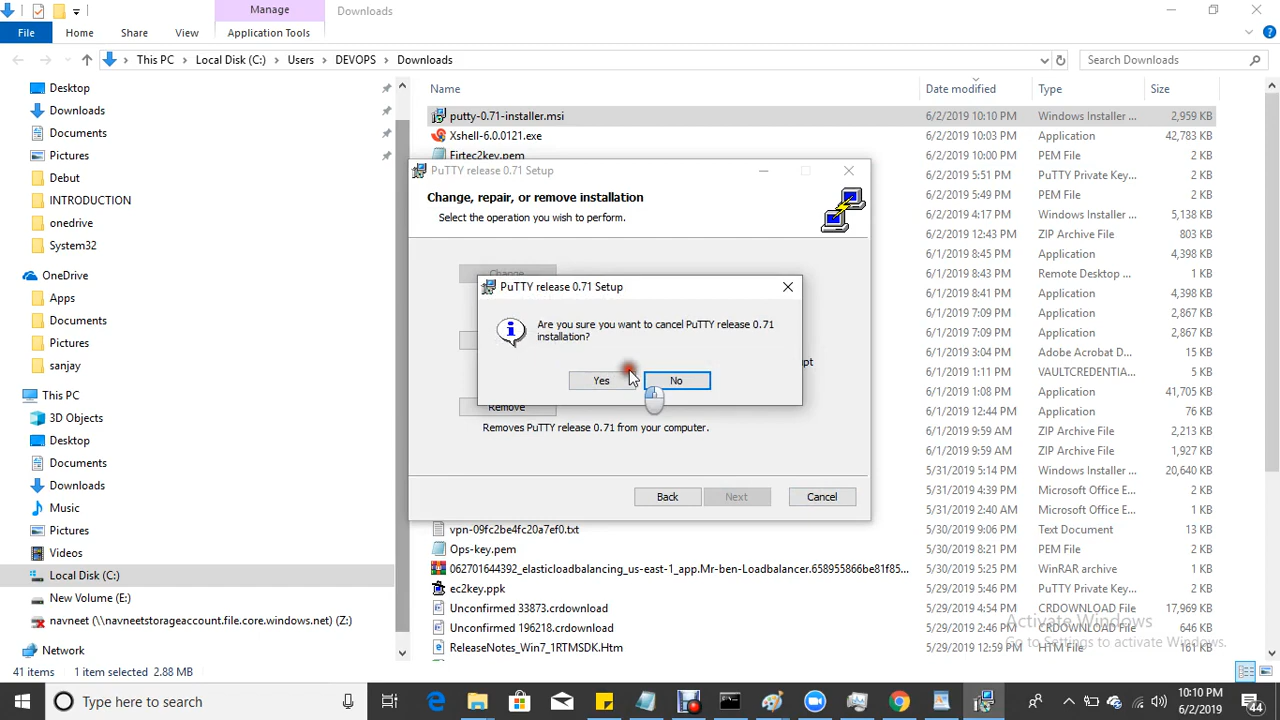 Manage
Downloads
File
Home
Share
View
Application Tools
This PC
Local Disk (C:)
Users
DEVOPS
Downloads
Search Downloads
Desktop
Downloads
Documents
Pictures
Debut
INTRODUCTION
onedrive
System32
OneDrive
Apps
Documents
Pictures
sanjay
This PC
3D Objects
Desktop
Documents
Downloads
Music
Pictures
Videos
Local Disk (C:)
New Volume (E:)
navneet (\\navneetstorageaccount.file.core.windows.net) (Z:)
Network
Name Date modified Type Size
putty-0.71-installer.msi 6/2/2019 10:10 PM Windows Installer ... 2,959 KB
Xshell-6.0.0121.exe 6/2/2019 10:03 PM Application 42,783 KB
Firtec2key.pem 6/2/2019 10:00 PM PEM File 2 KB
6/2/2019 5:51 PM PuTTY Private Key... 2 KB
6/2/2019 5:49 PM PEM File 2 KB
6/2/2019 4:17 PM Windows Installer ... 5,138 KB
6/2/2019 12:43 PM ZIP Archive File 803 KB
6/1/2019 8:45 PM Application 4,398 KB
6/1/2019 8:43 PM Remote Desktop ... 2 KB
6/1/2019 8:41 PM Application 4,398 KB
6/1/2019 7:09 PM Application 2,867 KB
6/1/2019 7:09 PM Application 2,867 KB
6/1/2019 3:04 PM Adobe Acrobat D... 15 KB
6/1/2019 1:11 PM VAULTCREDENTIA... 2 KB
6/1/2019 1:08 PM Application 41,705 KB
6/1/2019 12:44 PM Application 76 KB
6/1/2019 9:59 AM ZIP Archive File 2,213 KB
6/1/2019 9:59 AM ZIP Archive File 1,927 KB
5/31/2019 5:14 PM Windows Installer ... 20,640 KB
5/31/2019 4:39 PM Microsoft Office E... 7 KB
5/31/2019 2:40 AM Microsoft Office E... 7 KB
vpn-09fc2be4fc20a7ef0.txt 5/30/2019 9:06 PM Text Document 13 KB
Ops-key.pem 5/30/2019 8:21 PM PEM File 2 KB
062701644392_elasticloadbalancing_us-east-1_app.Mr-ben-Loadbalancer.658955866be81f85... 5/30/2019 7:19 PM WinRAR archive 1 KB
ec2key.ppk 5/29/2019 5:46 PM PuTTY Private Key... 2 KB
Unconfirmed 33873.crdownload 5/29/2019 4:54 PM CRDOWNLOAD File 17,969 KB
Unconfirmed 196218.crdownload 5/29/2019 2:46 PM CRDOWNLOAD File 646 KB
ReleaseNotes_Win7_1RTMSDK.Htm 5/29/2019 12:59 PM HTM File 161 KB
PuTTY release 0.71 Setup
Change, repair, or remove installation
Select the operation you wish to perform.
Change
PuTTY release 0.71 Setup
Are you sure you want to cancel PuTTY release 0.71
installation?
Yes
No
Remove
Removes PuTTY release 0.71 from your computer.
Back
Next
Cancel
Activate Windows
Go to Settings to activate Windows.
41 items
1 item selected 2.88 MB
Type here to search
10:10 PM
6/2/2019
44